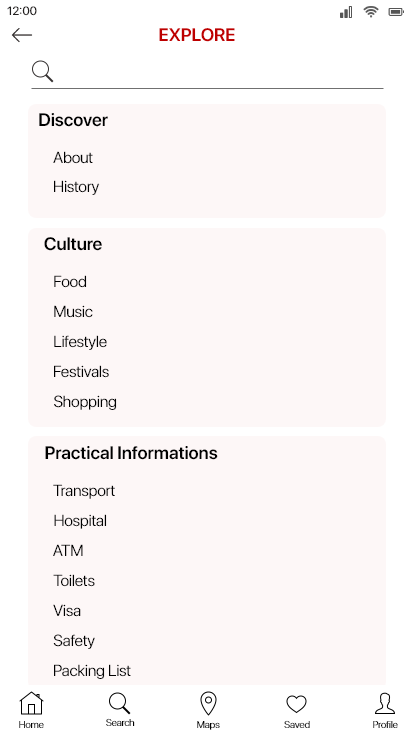 12:00
EXPLORE
Discover
About
History
Culture
Food
Music
Lifestyle
Festivals
Shopping
Practical Informations
Transport
Hospital
ATM
Toilets
Visa
Safety
Packing List
Home
Search
Maps
Saved
Profile